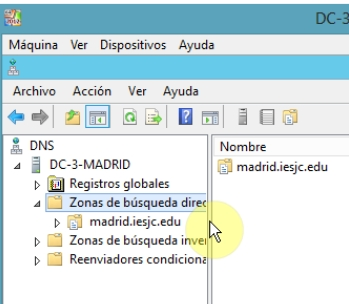 DC-3
Máquina Ver Dispositivos Ayuda
Archivo Acción Ver Ayuda
DNS
DC-3-MADRID
Registros globales
Zonas de búsqueda direc
madrid.iesjc.edu
Zonas de búsqueda inver
Reenviadores condiciona
Nombre
madrid.iesjc.edu